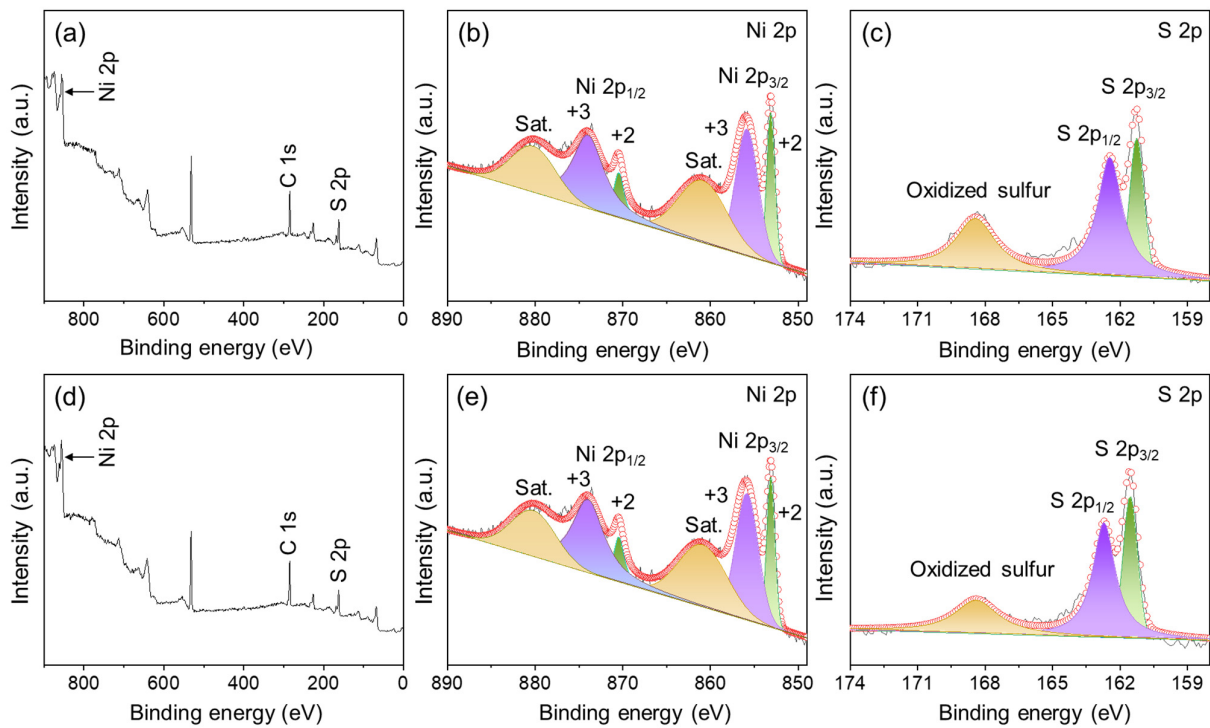 (a)
Ni 2p
C 1s
S 2p
Intensity (a.u.)
800 600 400 200 0
Binding energy (eV)
(b)
Ni 2p
Ni 2p3/2
Ni 2p1/2
+3
Sat.
+2
+3
+2
Sat.
Intensity (a.u.)
890 880 870 860 850
Binding energy (eV)
(c)
S 2p
S 2p3/2
S 2p1/2
Oxidized sulfur
Intensity (a.u.)
174 171 168 165 162 159
Binding energy (eV)
(d)
Ni 2p
C 1s
S 2p
Intensity (a.u.)
800 600 400 200 0
Binding energy (eV)
(e)
Ni 2p
Ni 2p3/2
Ni 2p1/2
+3
Sat.
+2
+3
+2
Sat.
Intensity (a.u.)
890 880 870 860 850
Binding energy (eV)
(f)
S 2p
S 2p3/2
S 2p1/2
Oxidized sulfur
Intensity (a.u.)
174 171 168 165 162 159
Binding energy (eV)